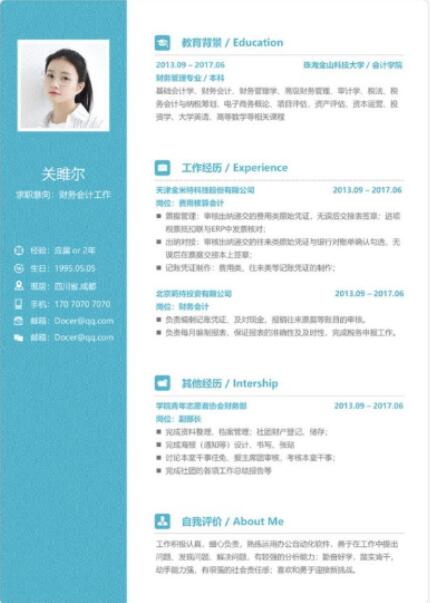 关雎尔
求职意向：财务会计工作
经验：应届 or 2年
生日：1995.05.05
现居：四川省,成都
手机：170 7070 7070
邮箱：Docer@qq.com
邮箱：Docer@qq.com
教育背景 / Education
2013.09 – 2017.06 珠海金山科技大学 / 会计学院
财务管理专业 / 本科
基础会计学、财务会计、财务管理学、高级财务管理、审计学、税法、税
务会计与纳税筹划、电子商务概论、项目评估、资产评估、资本运营、投
资学、大学英语、高等数学等相关课程
工作经历 / Experience
天津金米特科技股份有限公司 2013.09 – 2017.06
岗位：费用核算会计
票据管理：审核出纳递交的费用类原始凭证，无误后交接表签章；进项
税票抵扣联与ERP中发票核对；
出纳对接：审核出纳递交的往来类原始凭证与银行对账单确认勾选，无
误后在票据交接本上签章；
记账凭证制作：费用类、往来美等记账凭证的制作；
北京莉待投资有限公司 2013.09 – 2017.06
岗位：财务会计
负责编制记账凭证，及对现金、报销往来票据等账目的审核。
负责每月编制报表，保证报表的准确性及及时性，完成税务申报工作。
其他经历 / Intership
学院青年志愿者协会财务部 2013.09 – 2017.06
岗位：副部长
完成资料整理、档案管理；社团财产登记，储存；
完成海报（通知等）设计、书写、张贴
讨论本室干事任免，报主席团审核，考核本室干事；
完成社团的各项工作总结报告等
自我评价 / About Me
工作积极认真，细心负责，熟练运用办公自动化软件，善于在工作中提出
问题、发现问题、解决问题，有较强的分析能力；勤奋好学，踏实肯干，
动手能力强，有很强的社会责任感；喜欢和勇于迎接新挑战。